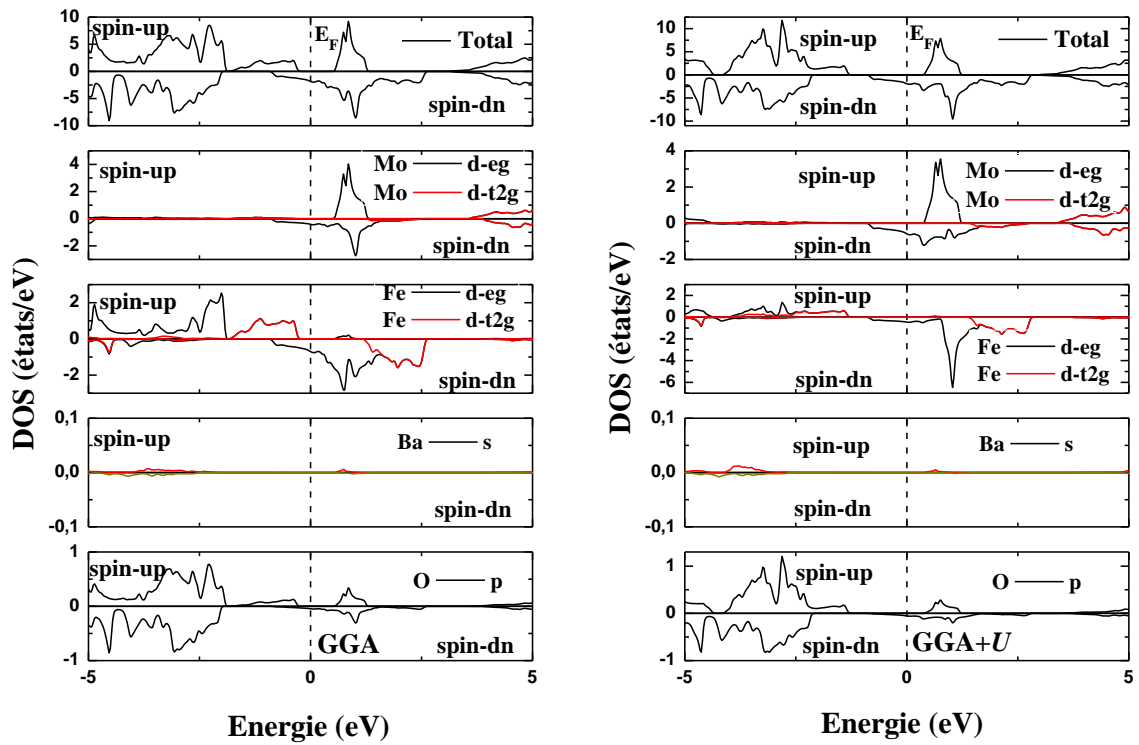 spin-up
E_F
Total
spin-dn
10
5
0
-5
-10
spin-up
Mo d-eg
Mo d-t2g
spin-dn
4
2
0
-2
spin-up
Fe d-eg
Fe d-t2g
spin-dn
2
0
-2
spin-up
Ba s
spin-dn
0,1
0,0
-0,1
spin-up
O p
GGA
spin-dn
1
0
-1
-5 0 5
DOS (états/eV)
Energie (eV)
spin-up
E_F
Total
spin-dn
10
5
0
-5
-10
spin-up
Mo d-eg
Mo d-t2g
spin-dn
4
2
0
-2
spin-up
Fe d-eg
Fe d-t2g
spin-dn
2
0
-2
-4
-6
spin-up
Ba s
spin-dn
0,1
0,0
-0,1
spin-up
O p
spin-dn
GGA+U
1
0
-1
-5 0 5
DOS (états/eV)
Energie (eV)